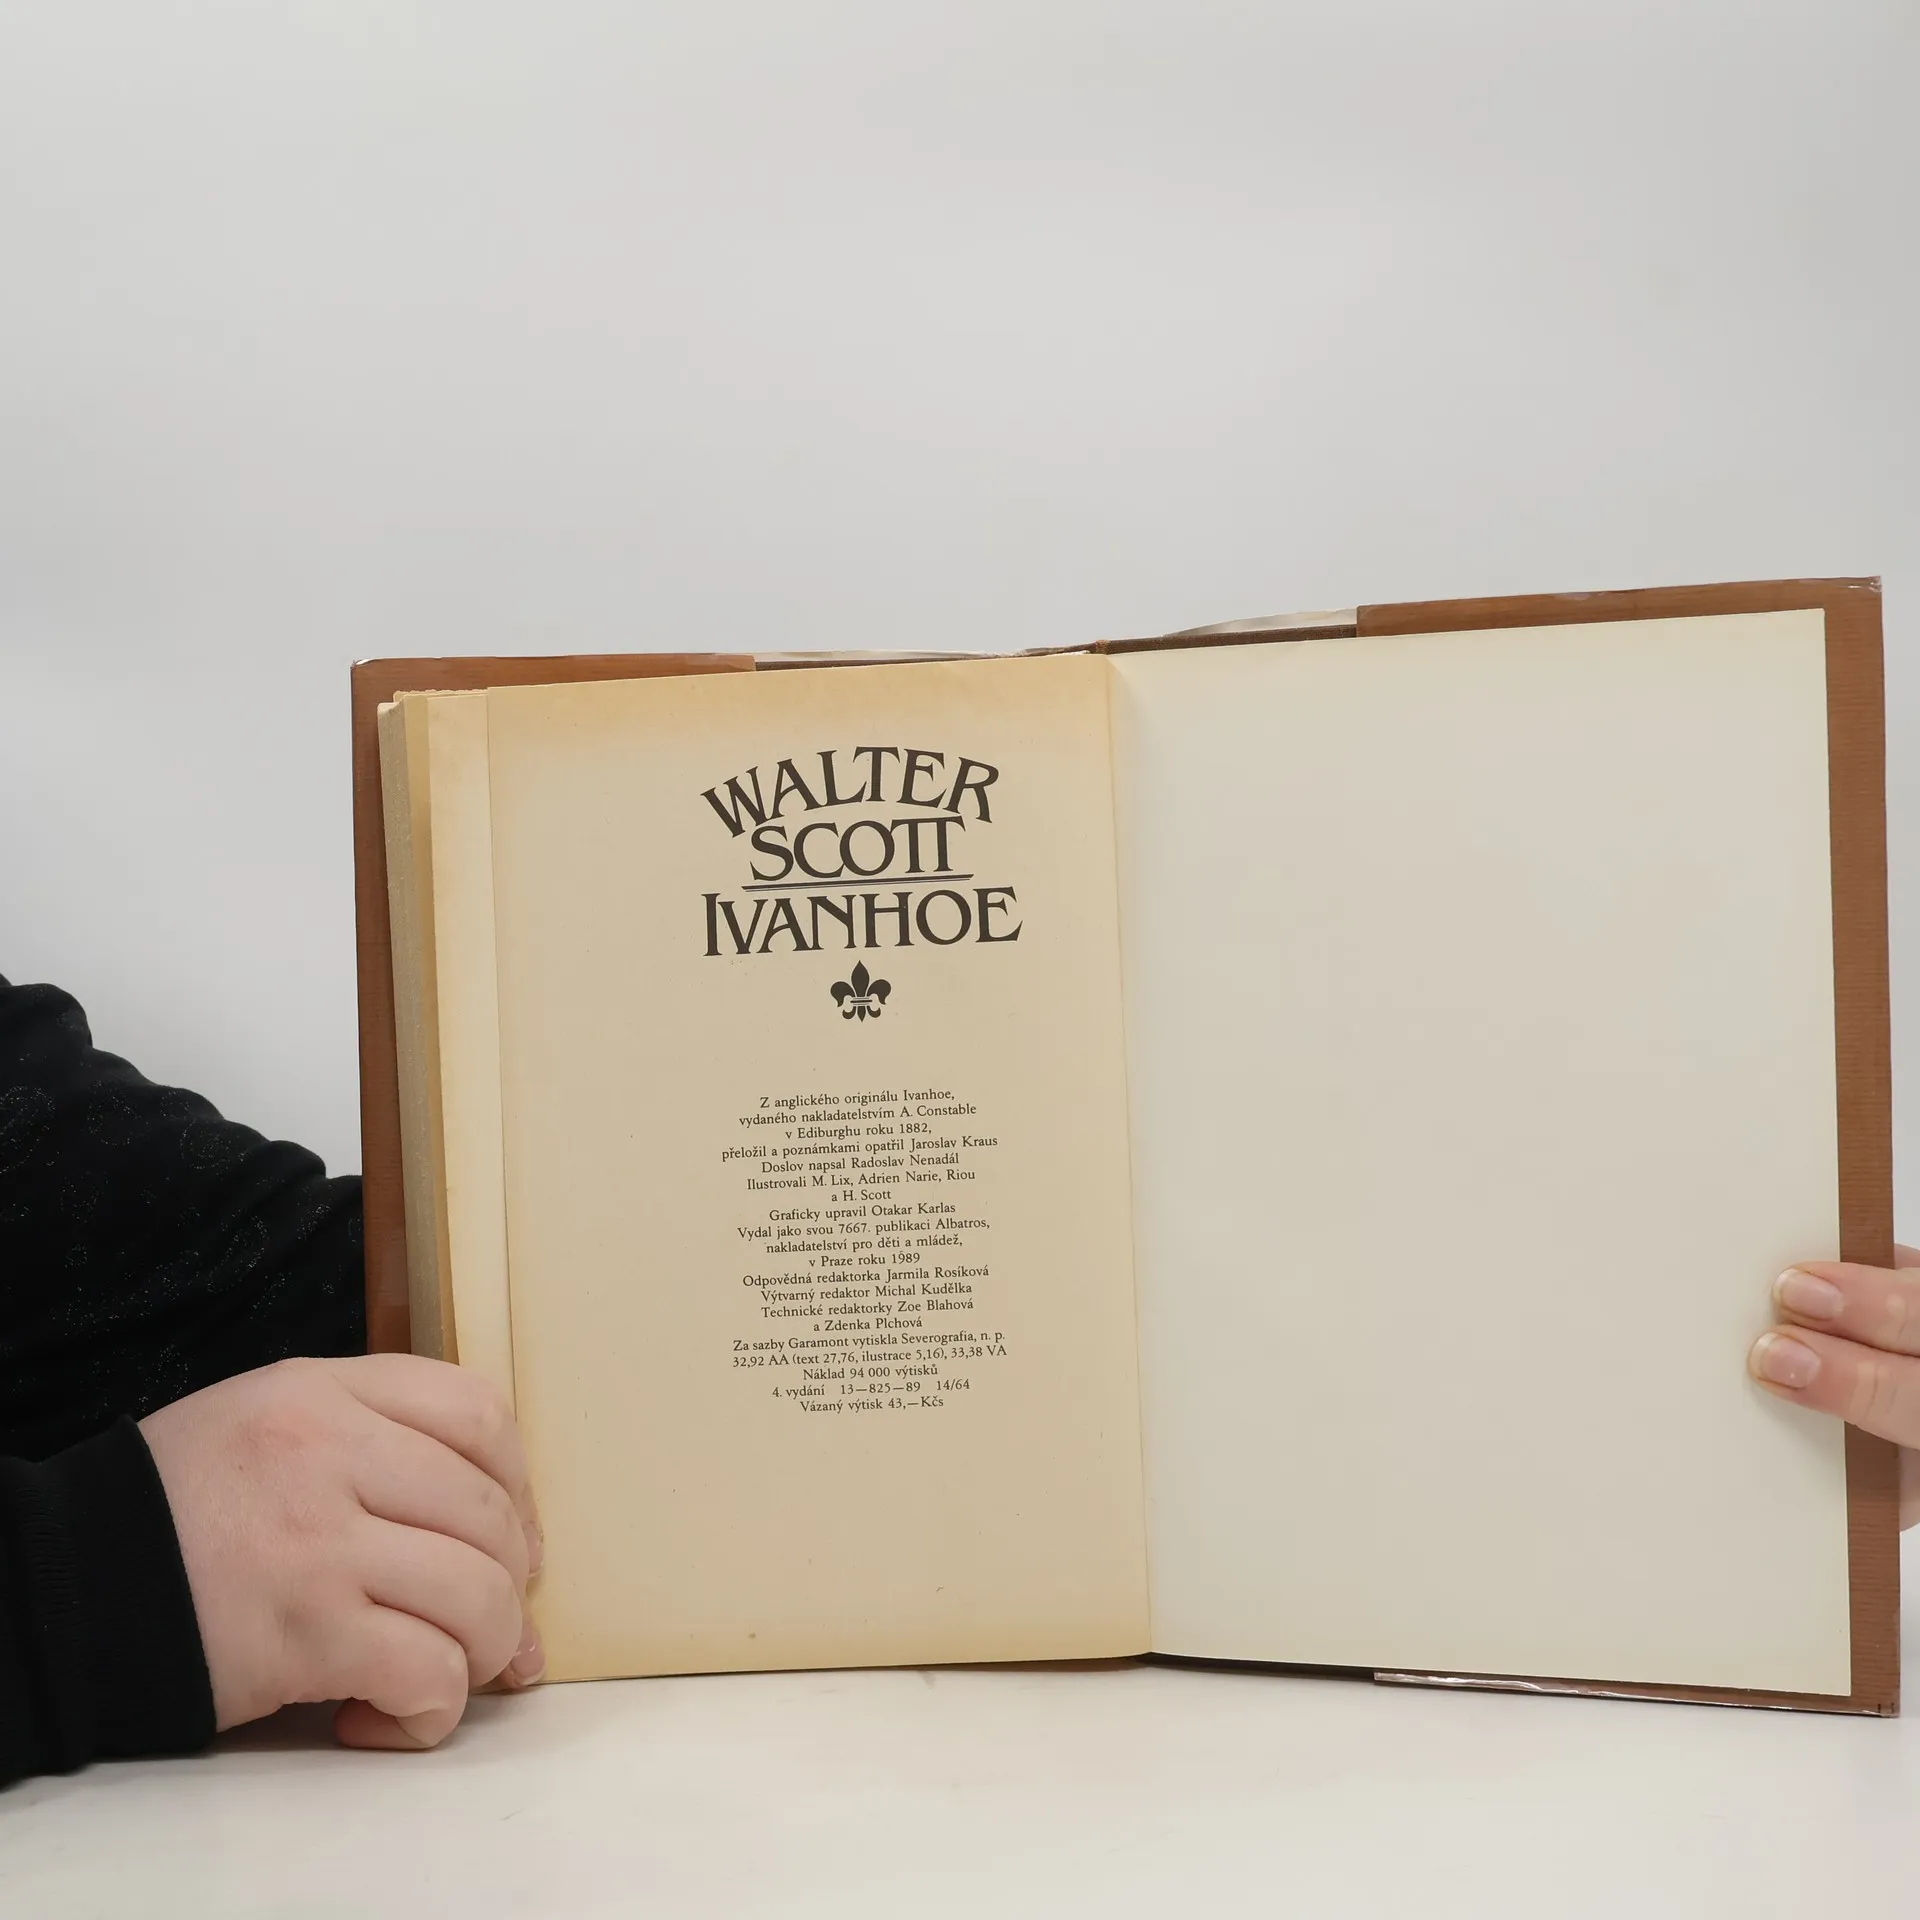 WALTER
SCOTT
IVANHOE
Z anglického originálu Ivanhoe,
vydaného nakladatelstvím A. Constable
v Ediburghu roku 1882,
přeložil a poznámkami opatřil Jaroslav Kraus
Doslov napsal Radoslav Nenadál
Ilustrovali M. Lix, Adrien Narie, Riou
a H. Scott
Graficky upravil Otakar Karlas
Vydal jako svou 7667. publikaci Albatros,
nakladatelství pro děti a mládež,
v Praze roku 1989
Odpovědná redaktorka Jarmila Rosíková
Výtvarný redaktor Michal Kudělka
Technické redaktorky Zoe Blahová
a Zdenka Plchová
Za sazby Garamont vytiskla Severografia, n. p.
32,92 AA (text 27,76, ilustrace 5,16), 33,38 VA
Náklad 94 000 výtisků
4. vydání 13—825—89 14/64
Vázaný výtisk 43,—Kčs